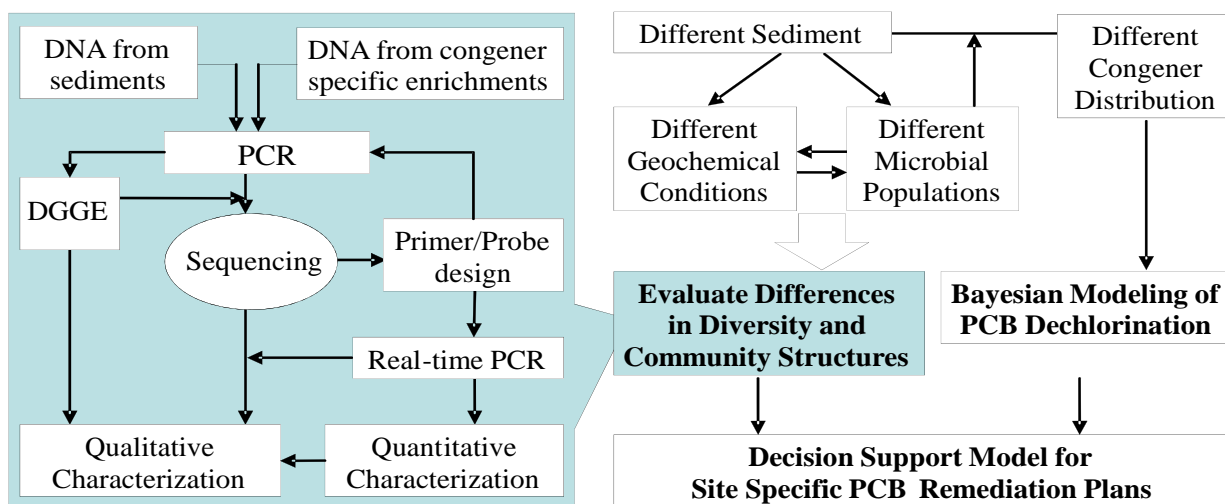 DNA from
sediments
DNA from congener
specific enrichments
PCR
DGGE
Sequencing
Primer/Probe
design
Real-time PCR
Qualitative
Characterization
Quantitative
Characterization
Different Sediment
Different
Congener
Distribution
Different
Geochemical
Conditions
Different
Microbial
Populations
Evaluate Differences
in Diversity and
Community Structures
Bayesian Modeling of
PCB Dechlorination
Decision Support Model for
Site Specific PCB Remediation Plans